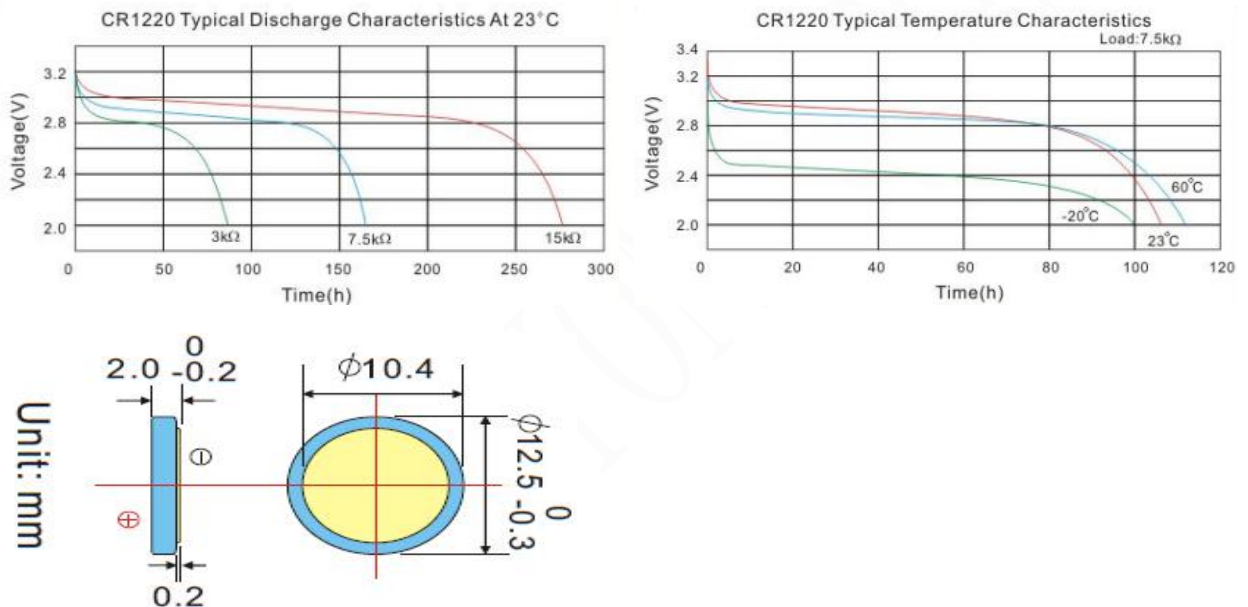 CR1220 Typical Discharge Characteristics At 23°C
Voltage(V)
3.2
2.8
2.4
2.0
3kΩ
7.5kΩ
15kΩ
0 50 100 150 200 250 300
Time(h)
CR1220 Typical Temperature Characteristics
Load:7.5kΩ
Voltage(V)
3.4
3.2
2.8
2.4
2.0
60°C
-20°C
23°C
0 20 40 60 80 100 120
Time(h)
Unit: mm
2.0 0 -0.2
ϕ10.4
ϕ12.5 0 -0.3
⊖
⊕
0.2